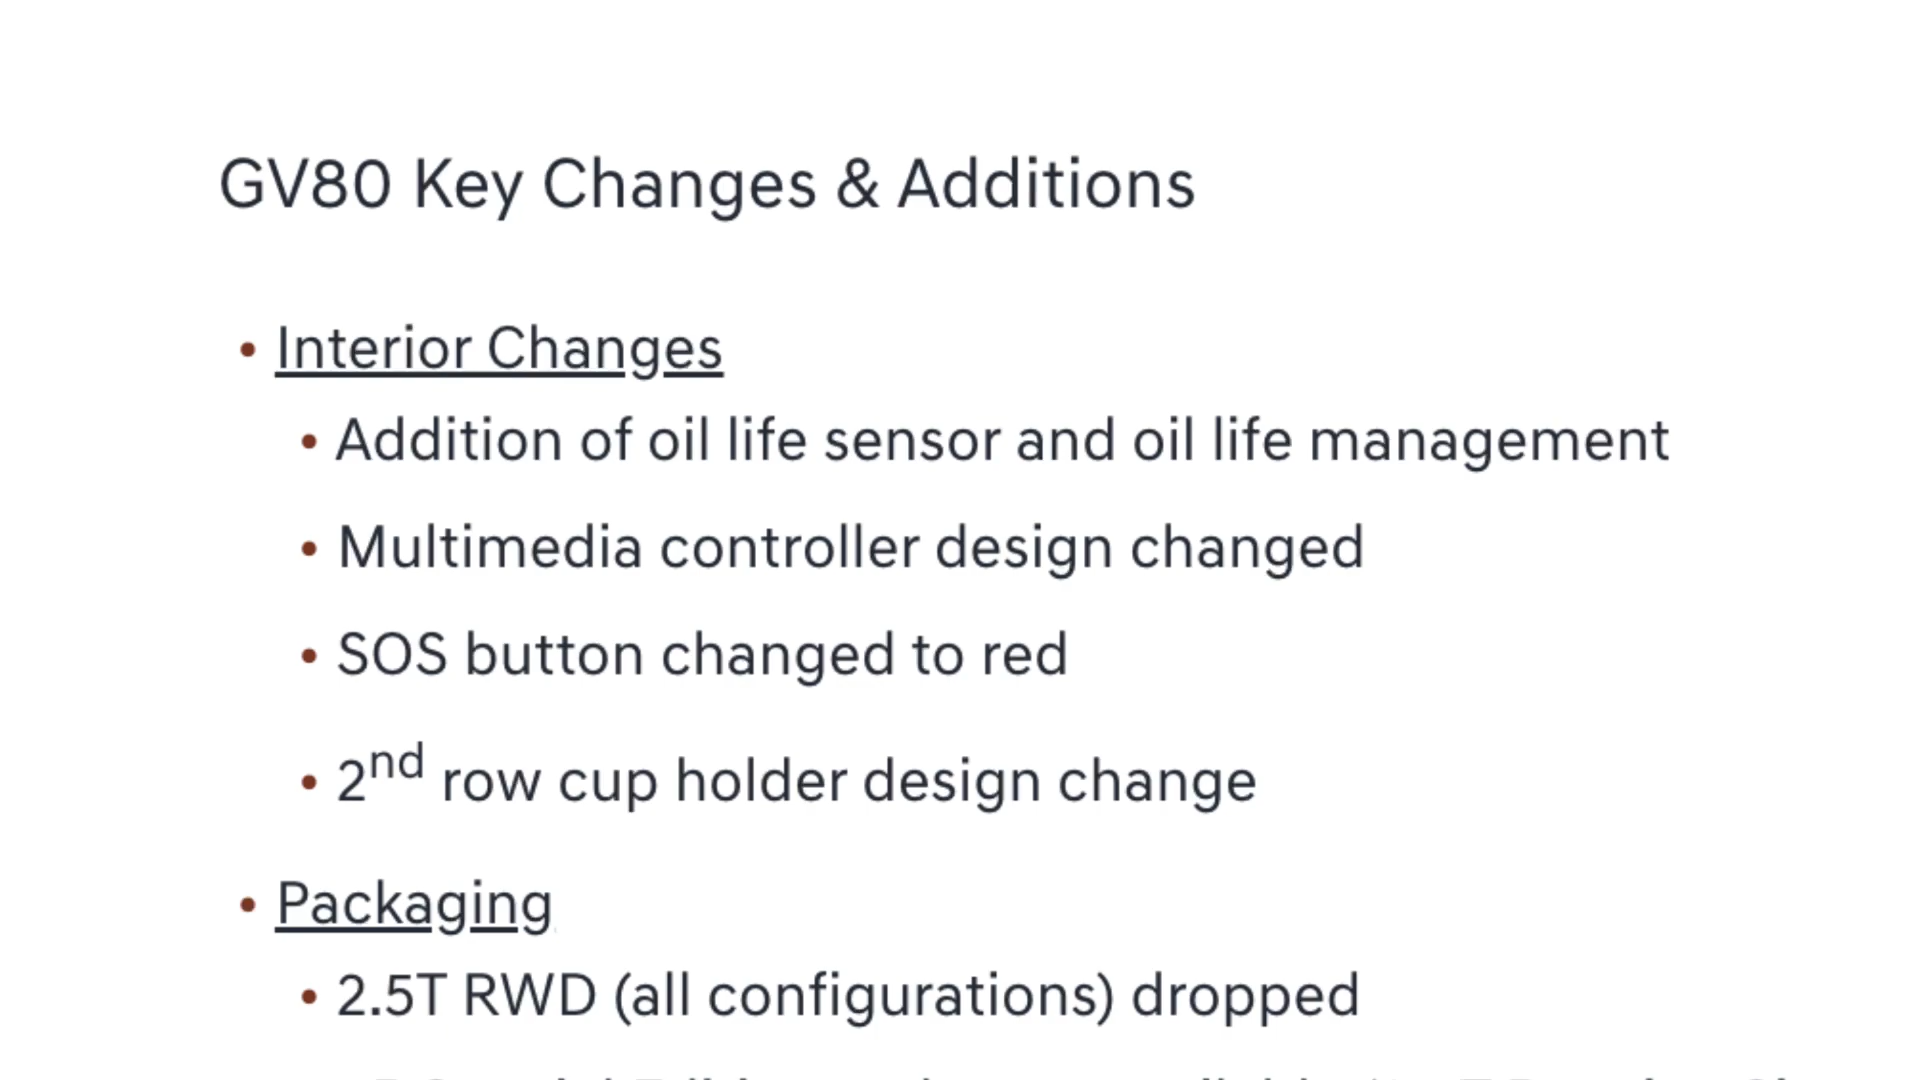 GV80 Key Changes & Additions
• Interior Changes
• Addition of oil life sensor and oil life management
• Multimedia controller design changed
• SOS button changed to red
• 2nd row cup holder design change
• Packaging
• 2.5T RWD (all configurations) dropped